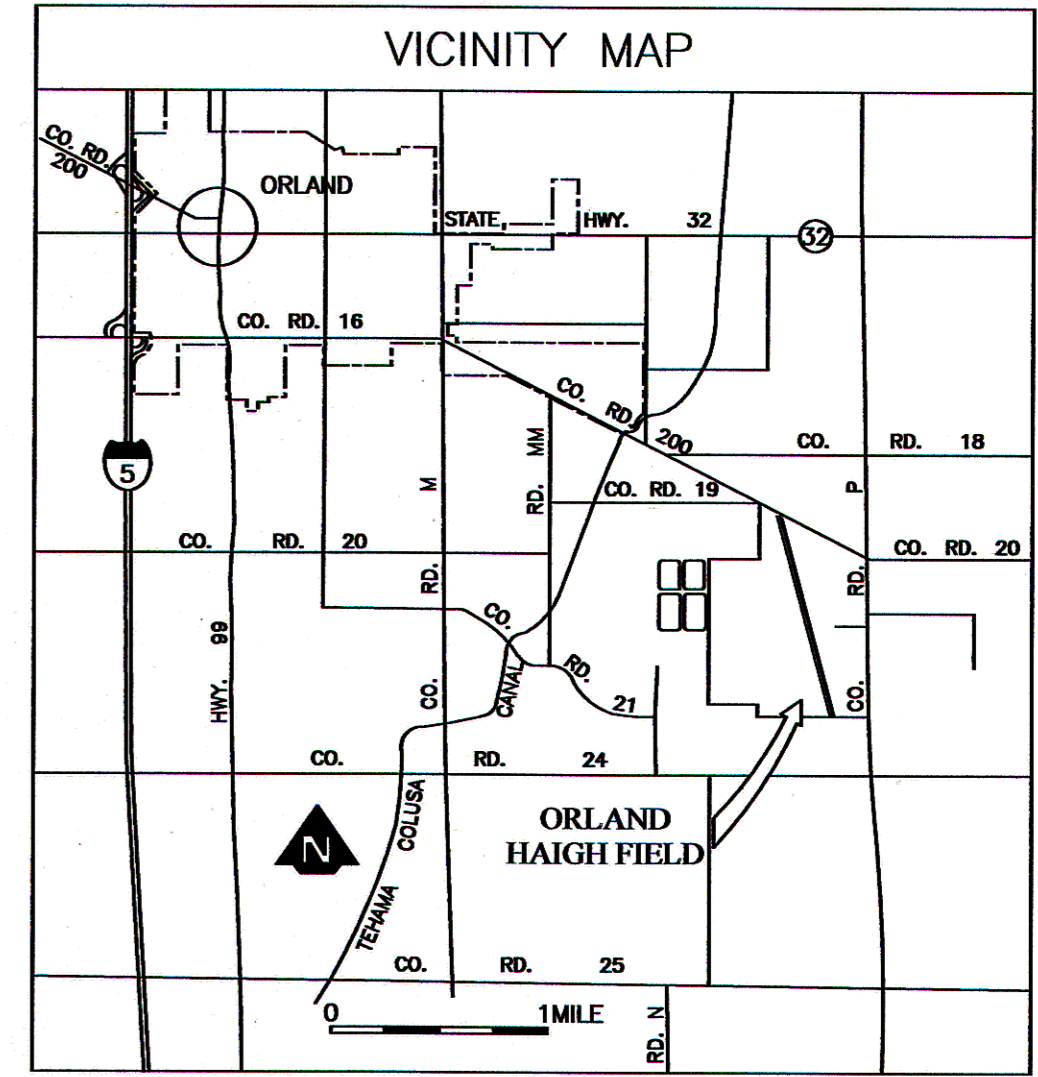 VICINITY MAP
CO. RD.
200
ORLAND
STATE HWY. 32
32
CO. RD. 16
CO. RD. 200
CO. RD. 18
5
CO. RD. M
RD. MM
CO. RD. 19
CO. RD. P
CO. RD. 20
CO. RD. 20
HWY. 99
CO. RD. 21
TEHAMA COLUSA CANAL
CO. RD. 24
N
ORLAND
HAIGH FIELD
CO. RD. 25
0 1 MILE
RD. N